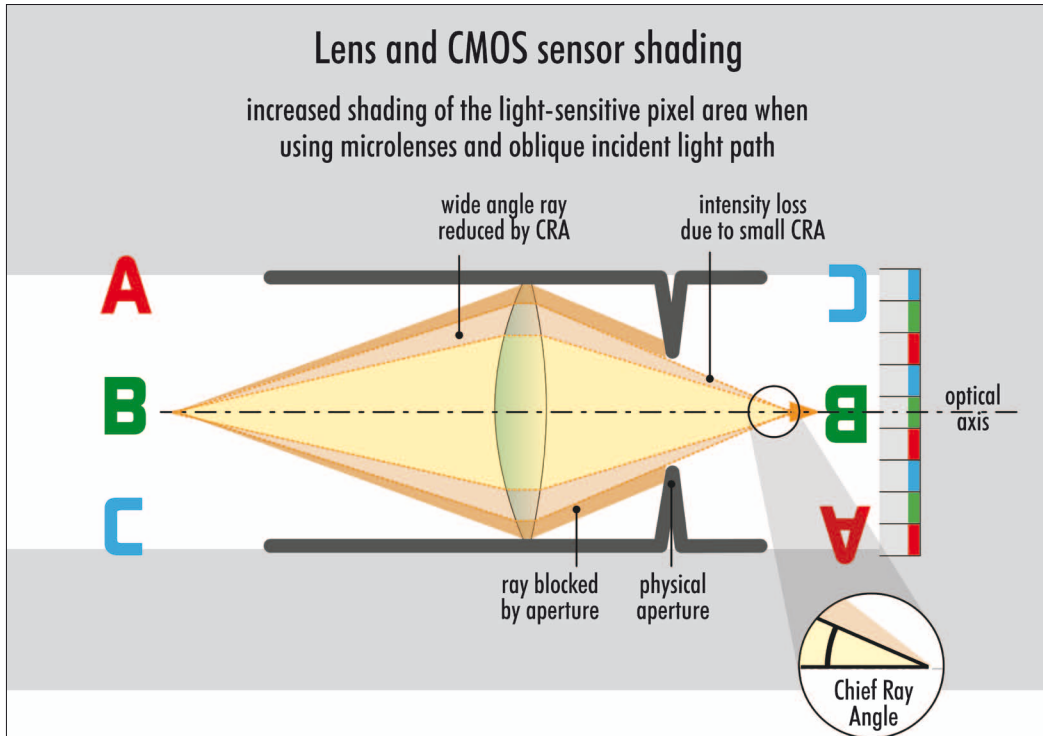 Lens and CMOS sensor shading
increased shading of the light-sensitive pixel area when
using microlenses and oblique incident light path
wide angle ray
reduced by CRA
intensity loss
due to small CRA
A
B
C
C
B
A
optical
axis
ray blocked
by aperture
physical
aperture
Chief Ray
Angle